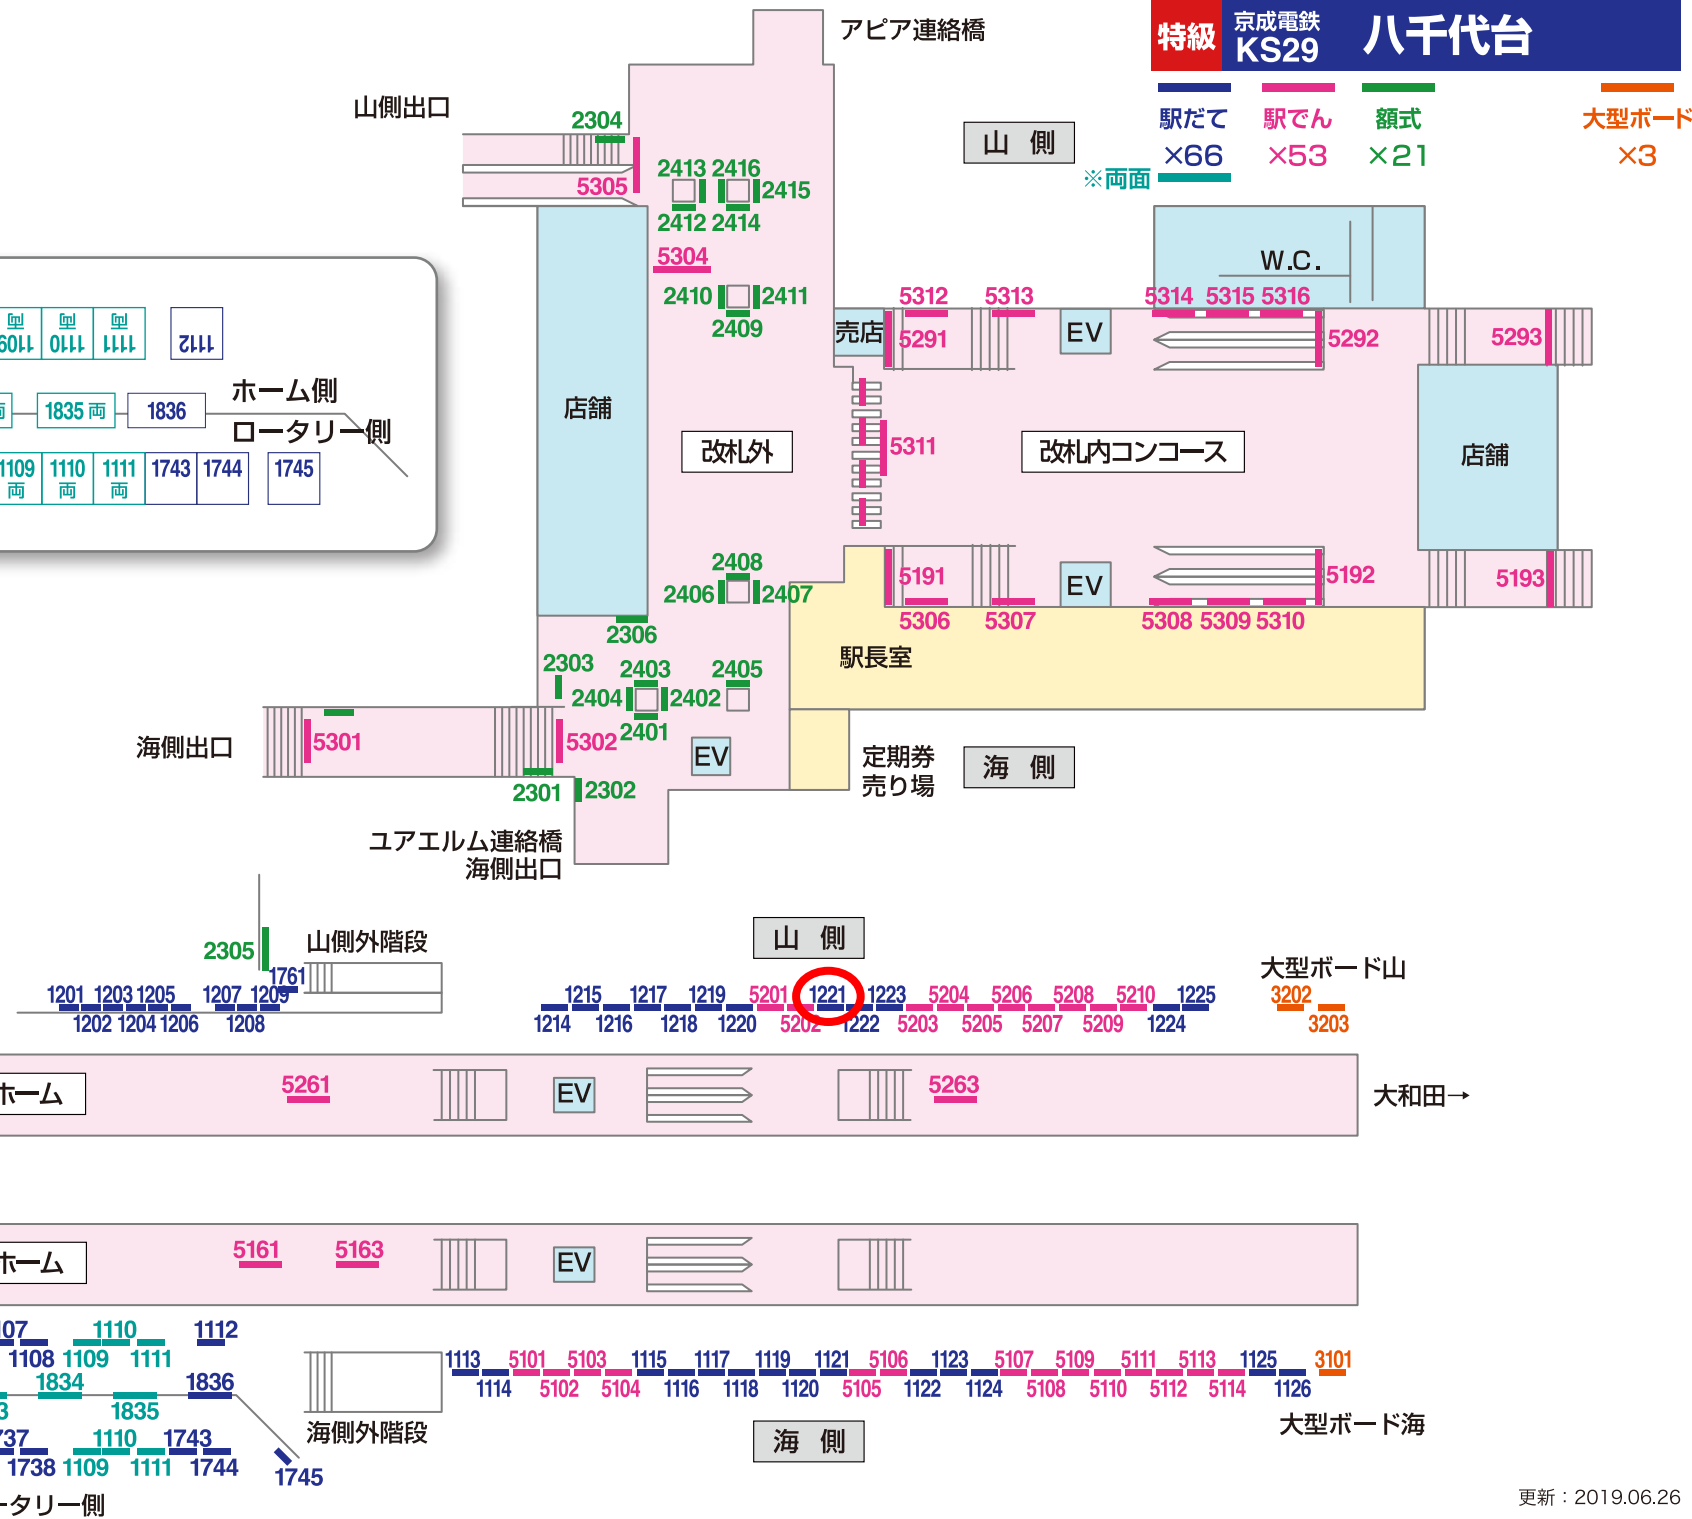 特級 京成電鉄 KS29 八千代台
駅だて ×66
駅でん ×53
額式 ×21
大型ボード ×3
※両面
アピア連絡橋
山側出口
山 側
2304
5305
2413 2416
2415
2412 2414
5304
2410 2411
2409
W.C.
5312 5313 5314 5315 5316
売店 5291 EV 5292 5293
店舗
改札外
5311
改札内コンコース
店舗
1110 1111 1112
1835 両 1836 ホーム側
ロータリー側
1109 両 1110 両 1111 両 1743 1744 1745
2408
2406 2407
5191 EV 5192 5193
5306 5307 5308 5309 5310
2306
駅長室
2303 2403 2405
2404 2402
2401
海側出口
5301 5302
EV
定期券
売り場
海 側
2301 2302
ユアエルム連絡橋
海側出口
山 側
2305
山側外階段
1761
大型ボード山
1201 1203 1205 1207 1209
1202 1204 1206 1208
1215 1217 1219 5201 1221 1223 5204 5206 5208 5210 1225 3202
1214 1216 1218 1220 5202 1222 5203 5205 5207 5209 1224 3203
ホーム
5261
EV
5263
大和田→
ホーム
5161 5163
EV
1110 1112
1108 1109 1111
1834 1836
1835
1110 1743
1738 1109 1111 1744
1745
海側外階段
1113 5101 5103 1115 1117 1119 1121 5106 1123 5107 5109 5111 5113 1125 3101
1114 5102 5104 1116 1118 1120 5105 1122 1124 5108 5110 5112 5114 1126
海 側
大型ボード海
ータリー側
更新：2019.06.26